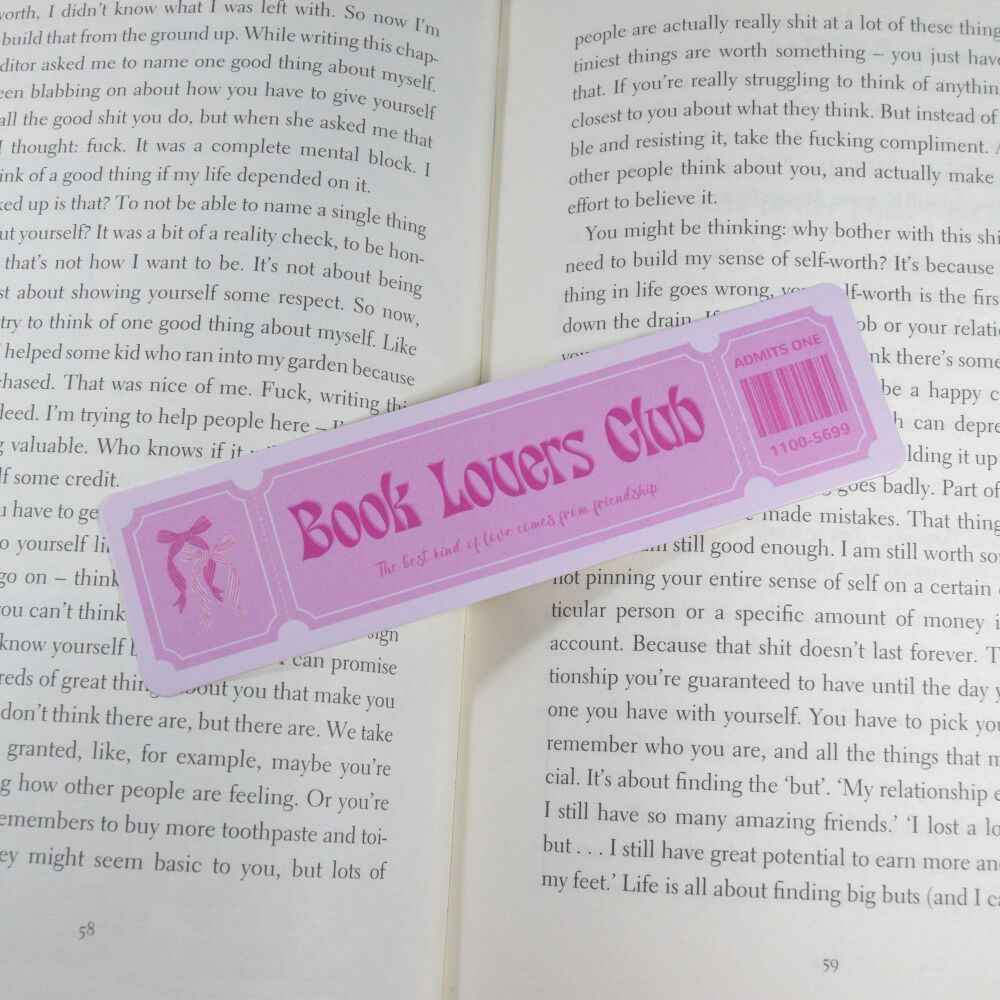 worth, I didn't know what I was left with. So now I'm
build that from the ground up. While writing this chap-
ditor asked me to name one good thing about myself.
een blabbing on about how you have to give yourself
all the good shit you do, but when she asked me that
I thought: fuck. It was a complete mental block. I
ink of a good thing if my life depended on it.
ked up is that? To not be able to name a single thing
ut yourself? It was a bit of a reality check, to be hon-
that's not how I want to be. It's not about being
st about showing yourself some respect. So now,
try to think of one good thing about myself. Like
I helped some kid who ran into my garden because
hased. That was nice of me. Fuck, writing thi
deed. I'm trying to help people here –
g valuable. Who knows if it
lf some credit.
u have to ge
o yourself li
go on – think
you can't think
know yourself
sign
I can promise
reds of great thing about you that make you
don't think there are, but there are. We take
granted, like, for example, maybe you're
g how other people are feeling. Or you're
emembers to buy more toothpaste and toi-
ey might seem basic to you, but lots of
58
Book Lovers Club
The best kind of love comes from friendship
ADMITS ONE
1100-5699
people are actually really shit at a lot of these thing
tiniest things are worth something – you just have
that. If you're really struggling to think of anythin
closest to you about what they think. But instead of
ble and resisting it, take the fucking compliment.
other people think about you, and actually make
effort to believe it.
You might be thinking: why bother with this shi
need to build my sense of self-worth? It's because
thing in life goes wrong, your self-worth is the firs
down the drain. If ob or your relati
nk there's some
be a happy c
h can depre
lding it up
goes badly. Part of
made mistakes. That thing
still good enough. I am still worth so
not pinning your entire sense of self on a certain
ticular person or a specific amount of money i
account. Because that shit doesn't last forever. T
tionship you're guaranteed to have until the day y
one you have with yourself. You have to pick you
remember who you are, and all the things that m
cial. It's about finding the 'but'. 'My relationship e
I still have so many amazing friends.' 'I lost a lo
but . . . I still have great potential to earn more an
my feet.' Life is all about finding big buts (and I ca
59